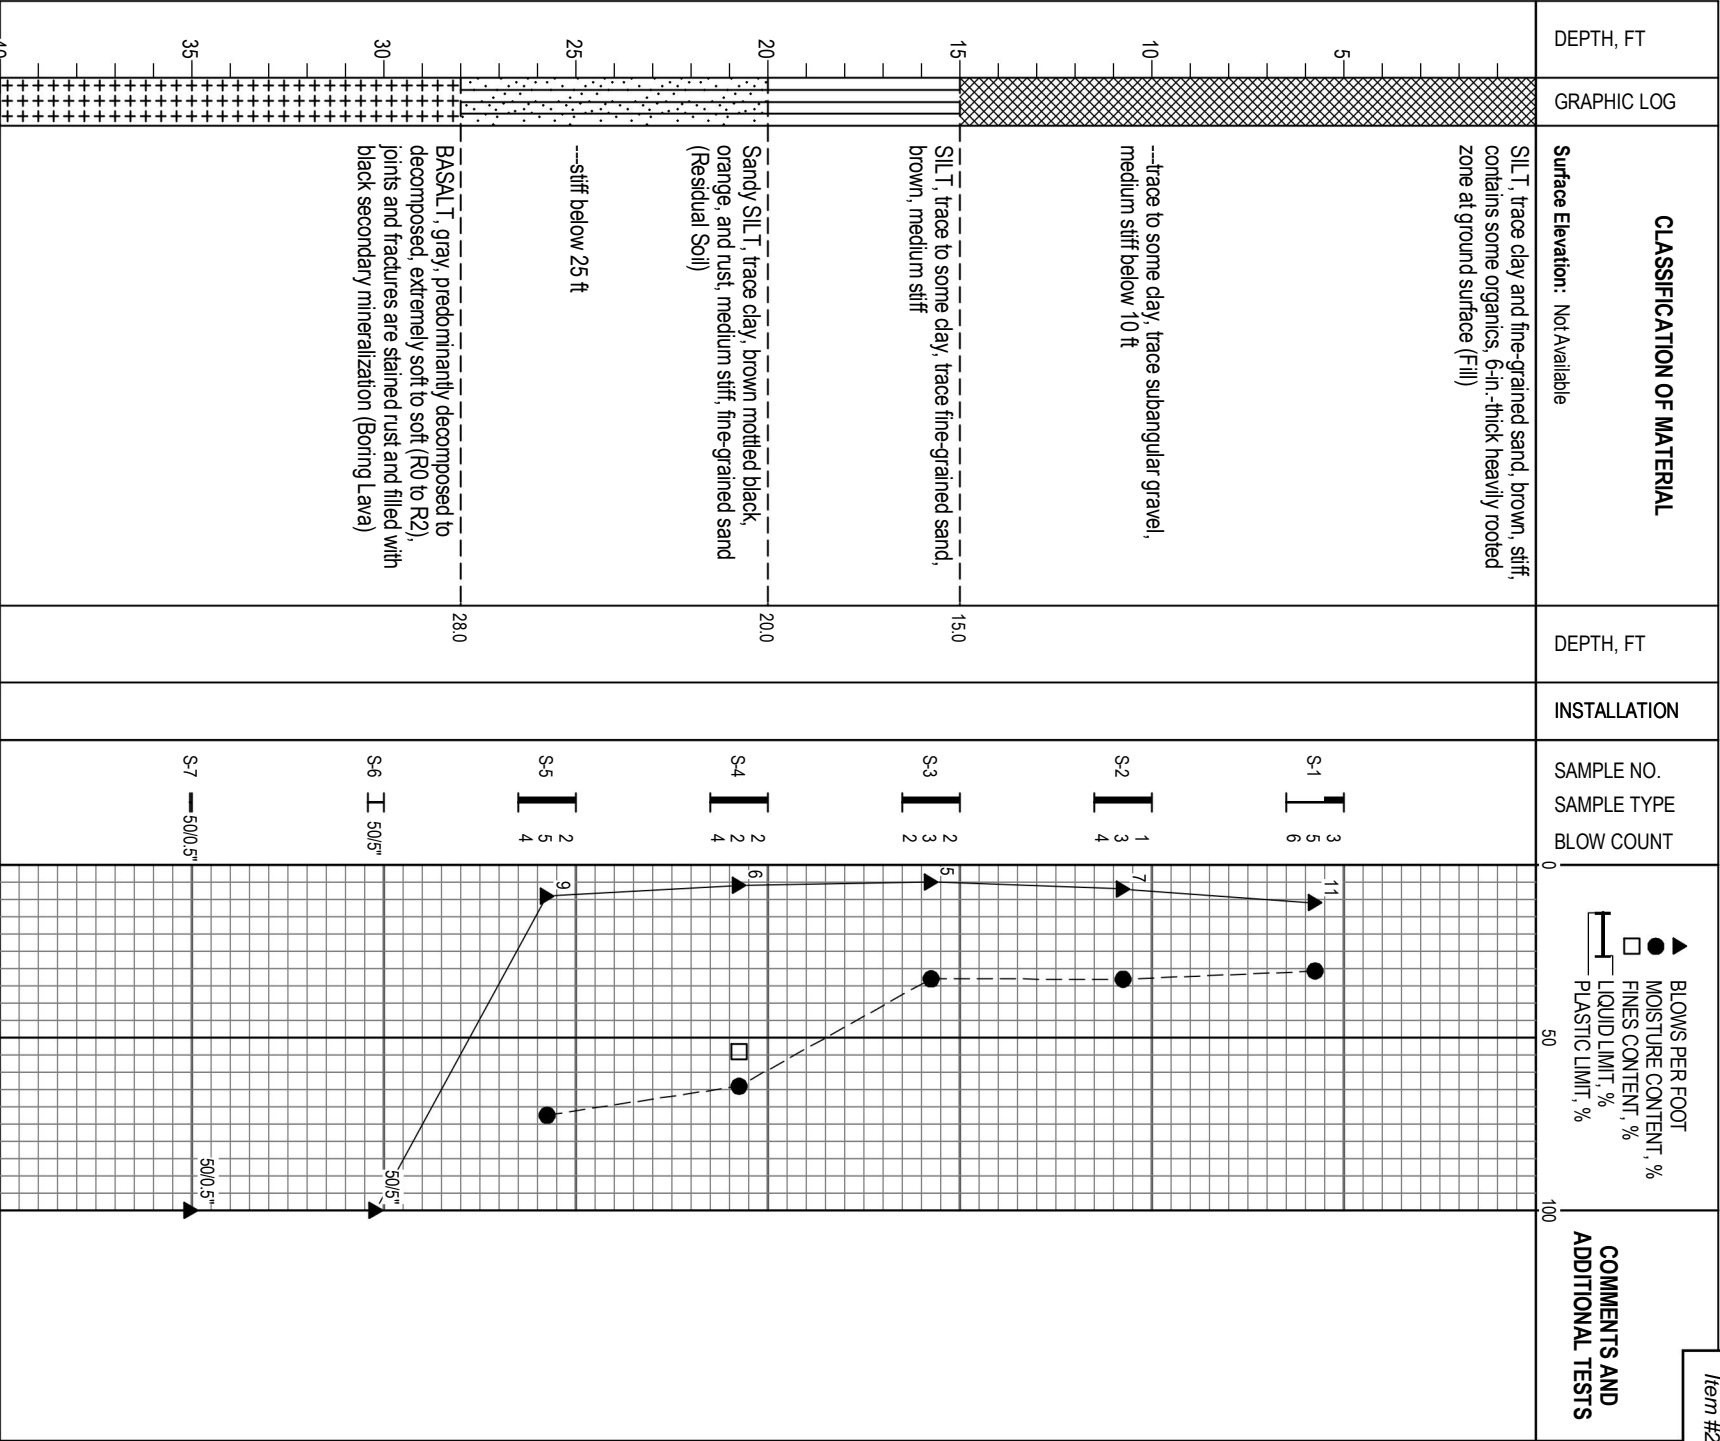 Item #2
DEPTH, FT
GRAPHIC LOG
CLASSIFICATION OF MATERIAL
Surface Elevation: Not Available
DEPTH, FT
INSTALLATION
SAMPLE NO.
SAMPLE TYPE
BLOW COUNT
BLOWS PER FOOT
MOISTURE CONTENT, %
FINES CONTENT, %
LIQUID LIMIT, %
PLASTIC LIMIT, %
COMMENTS AND
ADDITIONAL TESTS
0
50
100
SILT, trace clay and fine-grained sand, brown, stiff,
contains some organics, 6-in.-thick heavily rooted
zone at ground surface (Fill)
5
S-1
3
5
6
11
10
---trace to some clay, trace subangular gravel,
medium stiff below 10 ft
S-2
1
3
4
7
15
15.0
SILT, trace to some clay, trace fine-grained sand,
brown, medium stiff
S-3
2
3
2
5
20
20.0
Sandy SILT, trace clay, brown mottled black,
orange, and rust, medium stiff, fine-grained sand
(Residual Soil)
S-4
2
2
4
6
25
---stiff below 25 ft
S-5
2
5
4
9
28.0
BASALT, gray, predominantly decomposed to
decomposed, extremely soft to soft (R0 to R2),
joints and fractures are stained rust and filled with
black secondary mineralization (Boring Lava)
30
S-6
50/5"
50/5"
35
S-7
50/0.5"
50/0.5"
40